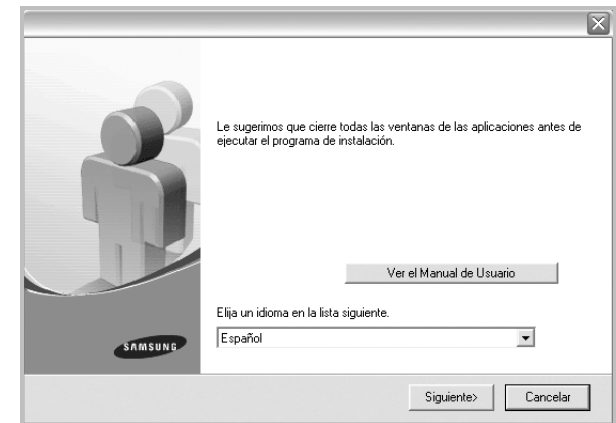 Le sugerimos que cierre todas las ventanas de las aplicaciones antes de
ejecutar el programa de instalación.
Ver el Manual de Usuario
Elija un idioma en la lista siguiente.
Español
SAMSUNG
Siguiente>
Cancelar